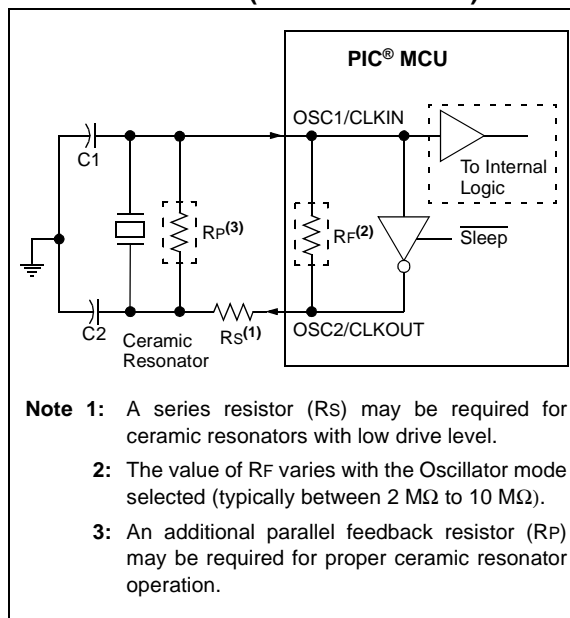 PIC® MCU
OSC1/CLKIN
C1
To Internal
Logic
RP(3)
RF(2)
Sleep
C2
Ceramic
Resonator
RS(1)
OSC2/CLKOUT
Note 1: A series resistor (RS) may be required for
ceramic resonators with low drive level.
2: The value of RF varies with the Oscillator mode
selected (typically between 2 MΩ to 10 MΩ).
3: An additional parallel feedback resistor (RP)
may be required for proper ceramic resonator
operation.